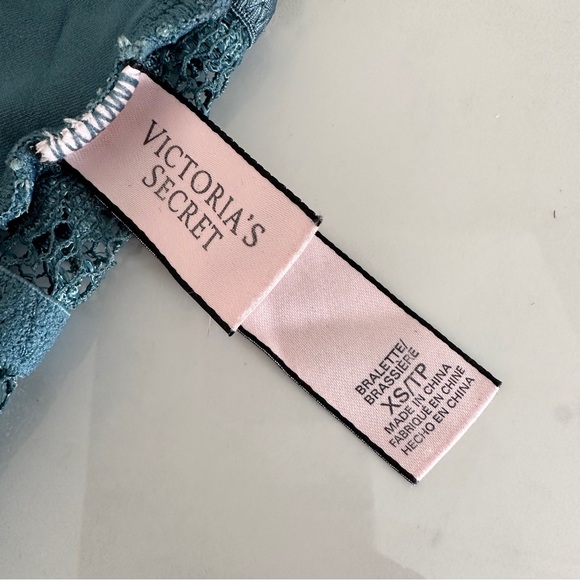 VICTORIA'S
SECRET
BRALETTE/
BRASSIÈRE
XS/TP
MADE IN CHINA
FABRIQUÉ EN CHINE
HECHO EN CHINA